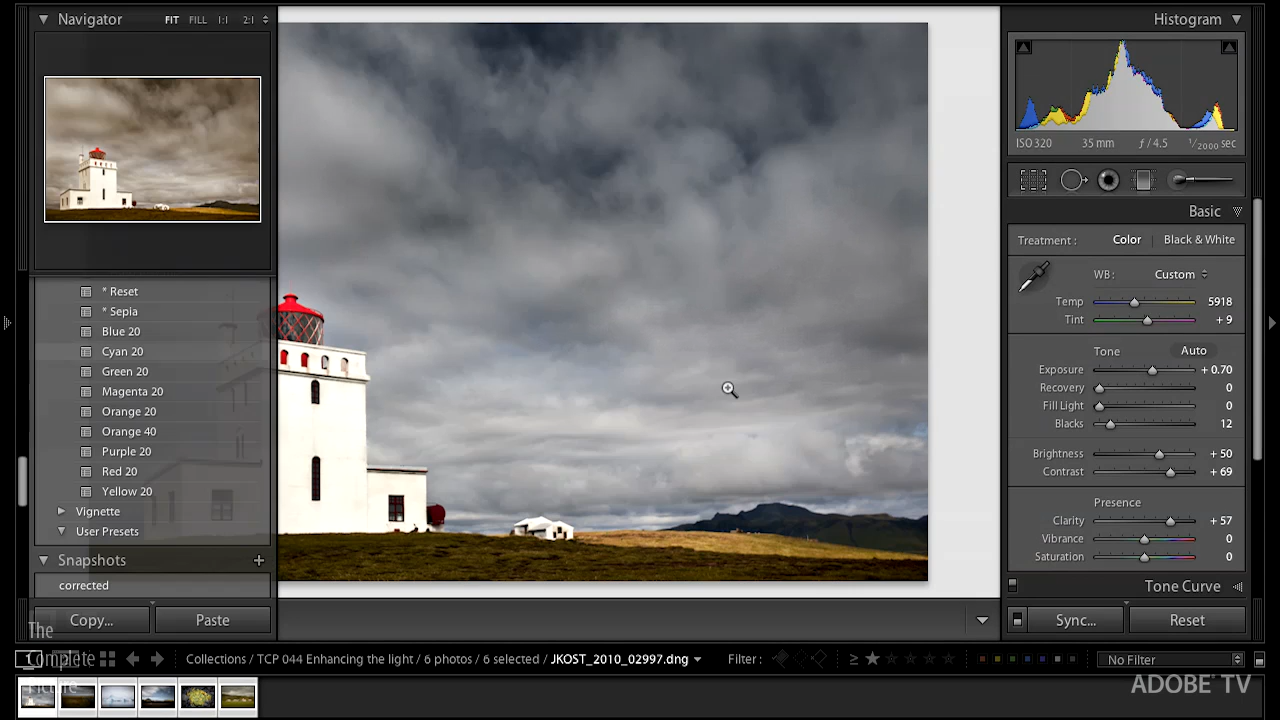 Navigator
FIT FILL 1:1 2:1
* Reset
* Sepia
Blue 20
Cyan 20
Green 20
Magenta 20
Orange 20
Orange 40
Purple 20
Red 20
Yellow 20
Vignette
User Presets
Snapshots +
corrected
Copy... Paste
Histogram
ISO 320 35 mm ƒ / 4.5 1/2000 sec
Basic
Treatment : Color Black & White
WB : Custom
Temp 5918
Tint + 9
Tone Auto
Exposure + 0.70
Recovery 0
Fill Light 0
Blacks 12
Brightness + 50
Contrast + 69
Presence
Clarity + 57
Vibrance 0
Saturation 0
Tone Curve
Sync... Reset
The
Complete
Picture
Collections / TCP 044 Enhancing the light / 6 photos / 6 selected / JKOST_2010_02997.dng
Filter : ≥ No Filter
ADOBE® TV